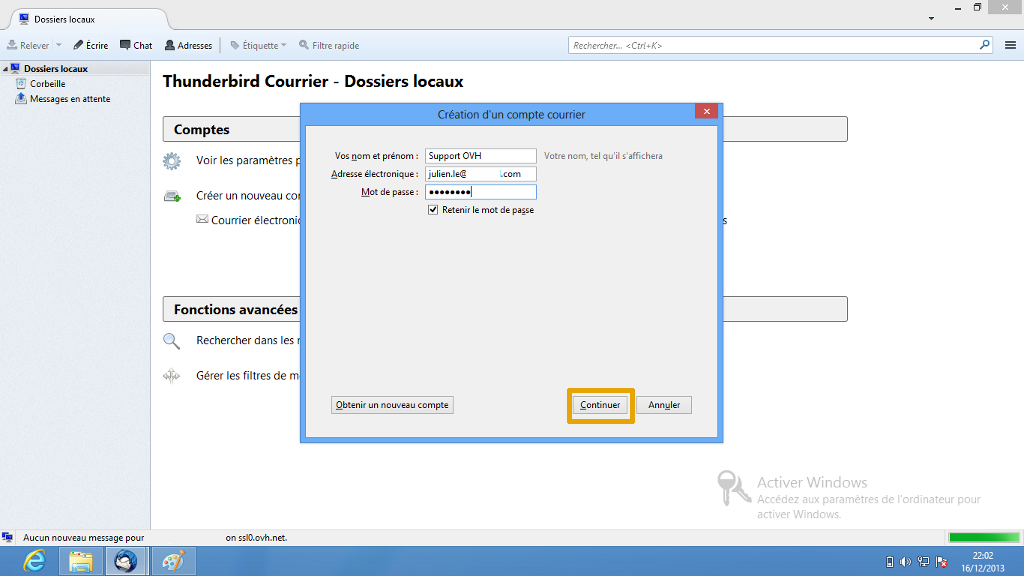 Dossiers locaux
Relever Écrire Chat Adresses Étiquette Filtre rapide Rechercher... <Ctrl+K>
Dossiers locaux
Corbeille
Messages en attente
Thunderbird Courrier - Dossiers locaux
Comptes
Voir les paramètres p
Créer un nouveau co
Courrier électroni
s
Fonctions avancées
Rechercher dans les
Gérer les filtres de m
Création d'un compte courrier
Vos nom et prénom : Support OVH Votre nom, tel qu'il s'affichera
Adresse électronique : julien.le@ .com
Mot de passe : ●●●●●●●●
Retenir le mot de passe
Obtenir un nouveau compte Continuer Annuler
Activer Windows
Accédez aux paramètres de l'ordinateur pour
activer Windows.
Aucun nouveau message pour on ssl0.ovh.net.
22:02
16/12/2013